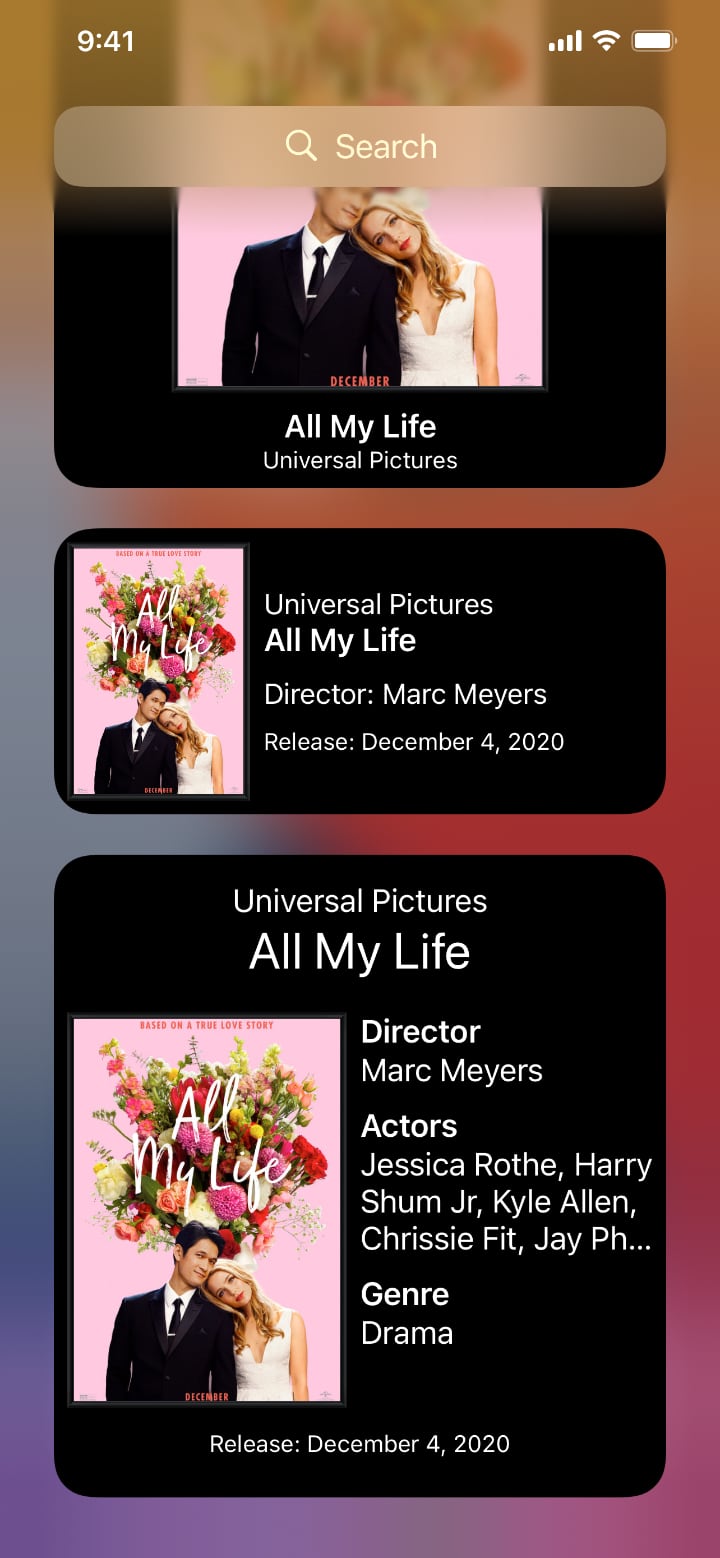 9:41
Search
DECEMBER
All My Life
Universal Pictures
BASED ON A TRUE LOVE STORY
All
My Life
DECEMBER
Universal Pictures
All My Life
Director: Marc Meyers
Release: December 4, 2020
Universal Pictures
All My Life
BASED ON A TRUE LOVE STORY
All
My Life
DECEMBER
Director
Marc Meyers
Actors
Jessica Rothe, Harry
Shum Jr, Kyle Allen,
Chrissie Fit, Jay Ph...
Genre
Drama
Release: December 4, 2020